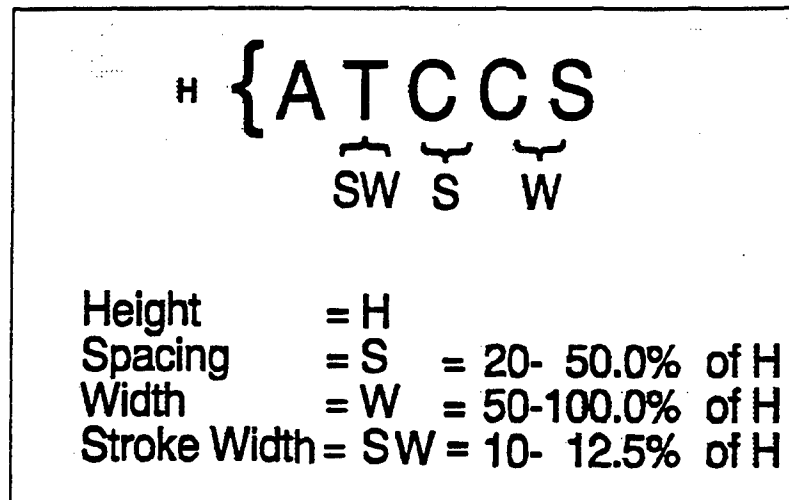 H { A T C C S
SW S W
Height = H
Spacing = S = 20- 50.0% of H
Width = W = 50-100.0% of H
Stroke Width = SW = 10- 12.5% of H